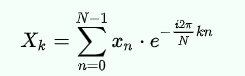 $X_k = \sum_{n=0}^{N-1} x_n \cdot e^{-\frac{i2\pi}{N}kn}$